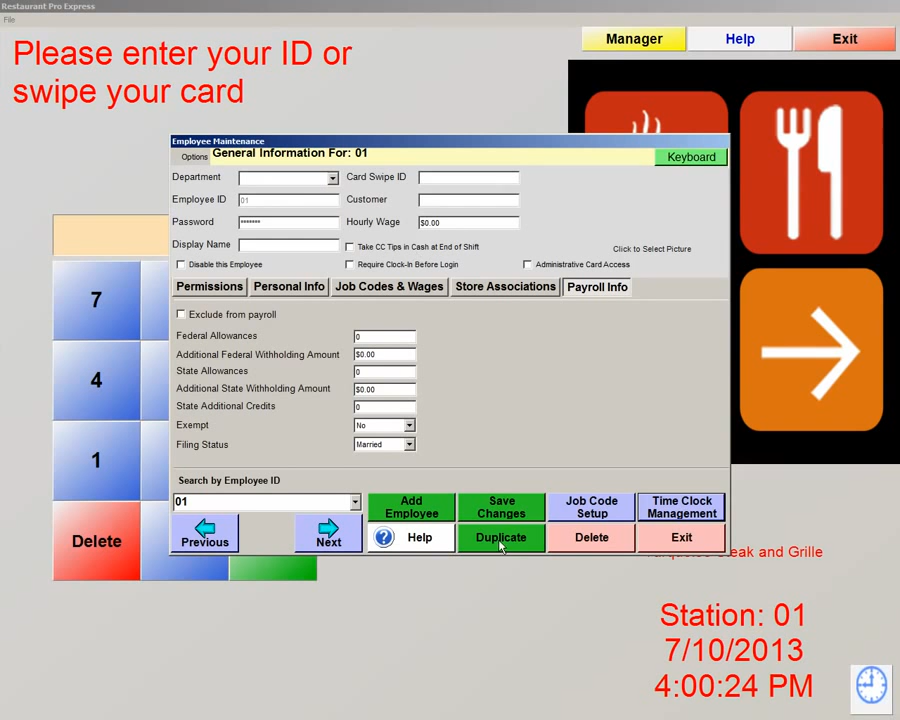 Restaurant Pro Express
File
Please enter your ID or
swipe your card
Manager
Help
Exit
Employee Maintenance
Options
General Information For: 01
Keyboard
Department
Card Swipe ID
Employee ID
01
Customer
Password
*******
Hourly Wage
$0.00
Display Name
Take CC Tips in Cash at End of Shift
Click to Select Picture
Disable this Employee
Require Clock-In Before Login
Administrative Card Access
Permissions
Personal Info
Job Codes & Wages
Store Associations
Payroll Info
Exclude from payroll
Federal Allowances
0
Additional Federal Withholding Amount
$0.00
State Allowances
0
Additional State Withholding Amount
$0.00
State Additional Credits
0
Exempt
No
Filing Status
Married
Search by Employee ID
01
Add
Employee
Save
Changes
Job Code
Setup
Time Clock
Management
Previous
Next
Help
Duplicate
Delete
Exit
7
4
1
Delete
Steak and Grille
Station: 01
7/10/2013
4:00:24 PM